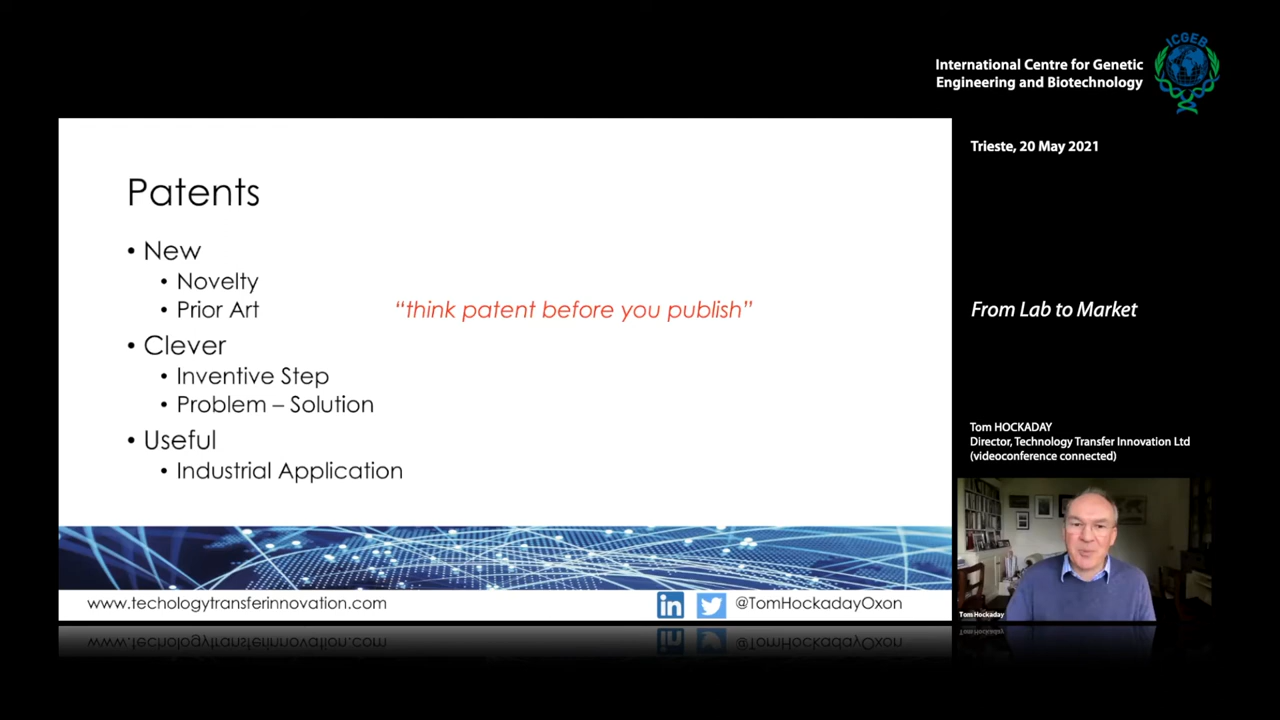 ICGEB
International Centre for Genetic
Engineering and Biotechnology
Trieste, 20 May 2021
Patents
• New
• Novelty
• Prior Art
“think patent before you publish”
• Clever
• Inventive Step
• Problem – Solution
• Useful
• Industrial Application
From Lab to Market
Tom HOCKADAY
Director, Technology Transfer Innovation Ltd
(videoconference connected)
Tom Hockaday
www.techologytransferinnovation.com
in
@TomHockadayOxon